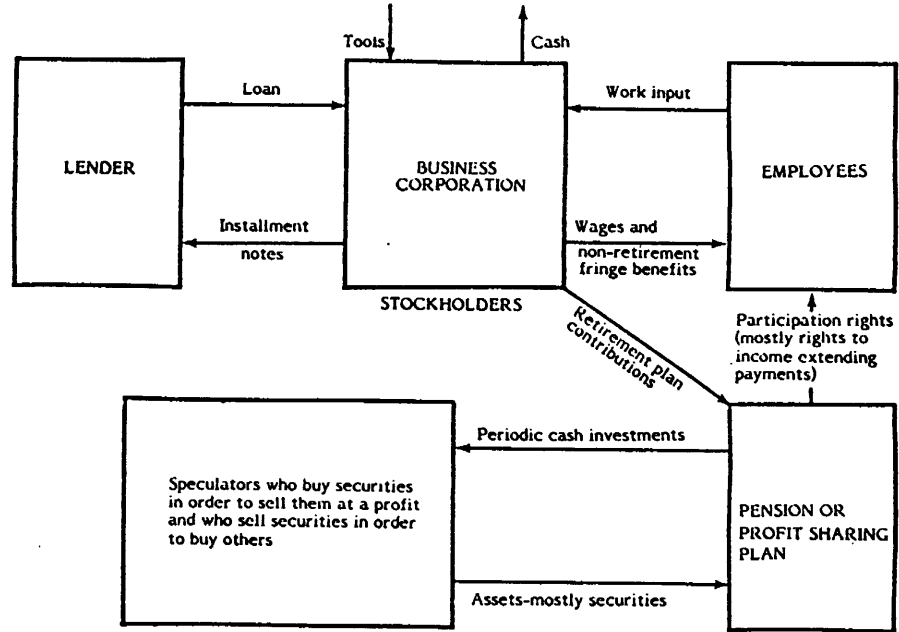 Tools
Cash
Loan
Work input
LENDER
BUSINESS
CORPORATION
EMPLOYEES
Installment
notes
Wages and
non-retirement
fringe benefits
STOCKHOLDERS
Retirement plan
contributions
Participation rights
(mostly rights to
income extending
payments)
Periodic cash investments
Speculators who buy securities
in order to sell them at a profit
and who sell securities in order
to buy others
PENSION OR
PROFIT SHARING
PLAN
Assets-mostly securities